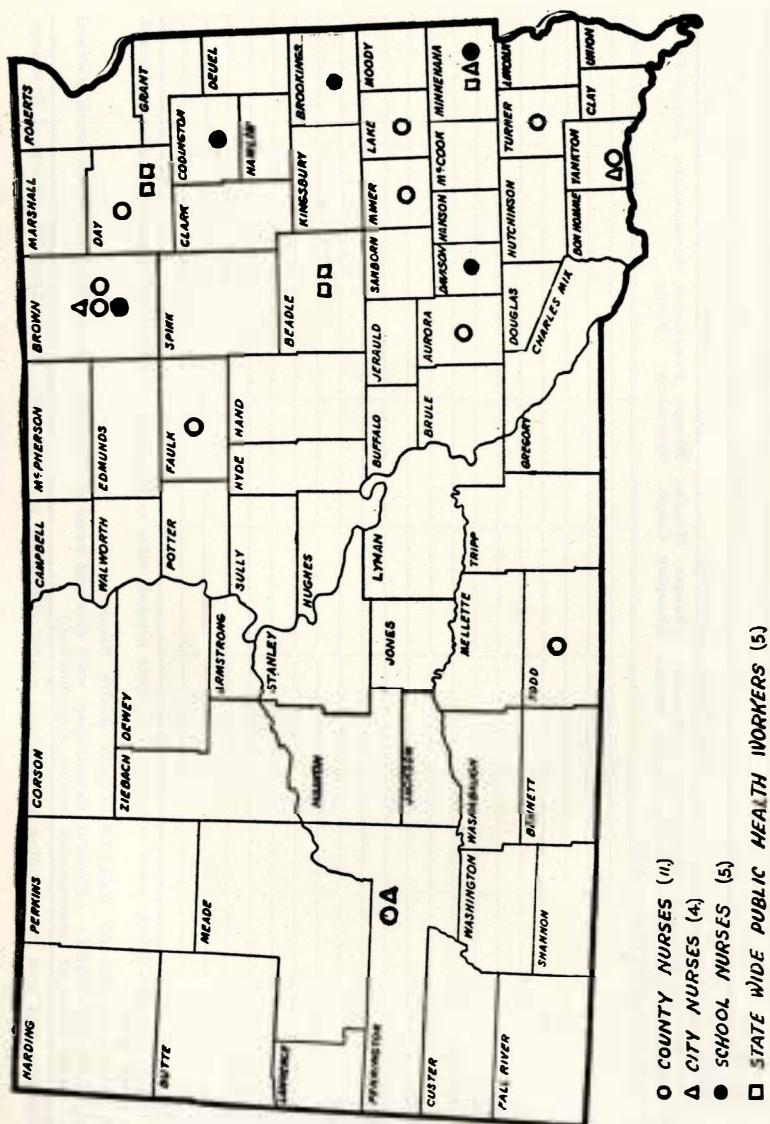 HARDING
PERKINS
CORSON
CAMPBELL
McPHERSON
BROWN
MARSHALL
ROBERTS
BUTTE
MEADE
ZIEBACH
DEWEY
WALWORTH
EDMUNDS
DAY
GRANT
ARMSTRONG
POTTER
FAULK
SPINK
CODINGTON
DEUEL
CLARK
HAMLIN
LAWRENCE
STANLEY
SULLY
HYDE
HAND
BEADLE
KINGSBURY
BROOKINGS
PENNINGTON
HUGHES
JACKSON
JONES
LYMAN
BUFFALO
JERAULD
SANBORN
MINER
LAKE
MOODY
CUSTER
WASHINGTON
WASHABAUGH
MELLETTE
TRIPP
BRULE
AURORA
DAVISON
HANSON
McCOOK
MINNEHAHA
FALL RIVER
SHANNON
BENNETT
TODD
GREGORY
CHARLES MIX
DOUGLAS
HUTCHINSON
TURNER
LINCOLN
BON HOMME
YANKTON
CLAY
UNION
COUNTY NURSES (11)
CITY NURSES (4)
SCHOOL NURSES (5)
STATE WIDE PUBLIC HEALTH WORKERS (5)